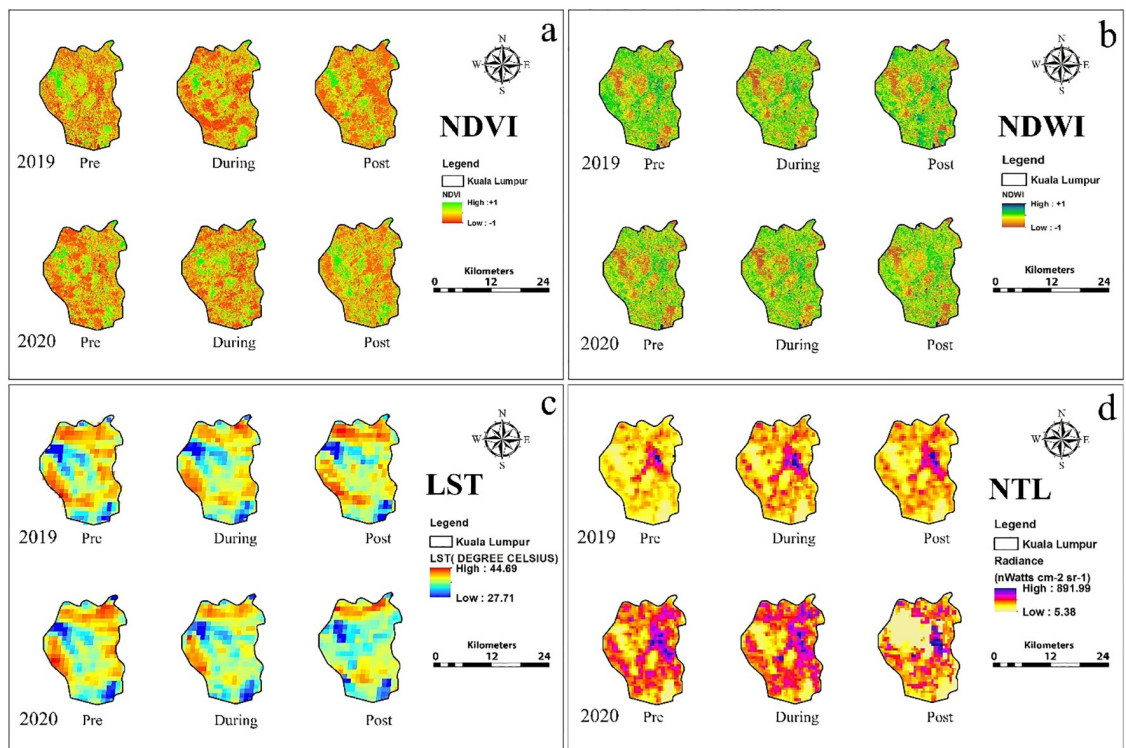 a
N
W E
S
NDVI
2019 Pre During Post
Legend
Kuala Lumpur
NDVI
High :+1
Low : -1
Kilometers
0 12 24
2020 Pre During Post
b
N
W E
S
NDWI
2019 Pre During Post
Legend
Kuala Lumpur
NDWI
High : +1
Low : -1
Kilometers
0 12 24
2020 Pre During Post
c
N
W E
S
LST
2019 Pre During Post
Legend
Kuala Lumpur
LST( DEGREE CELSIUS)
High : 44.69
Low : 27.71
Kilometers
0 12 24
2020 Pre During Post
d
N
W E
S
NTL
2019 Pre During Post
Legend
Kuala Lumpur
Radiance
(nWatts cm-2 sr-1)
High : 891.99
Low : 5.38
Kilometers
0 12 24
2020 Pre During Post